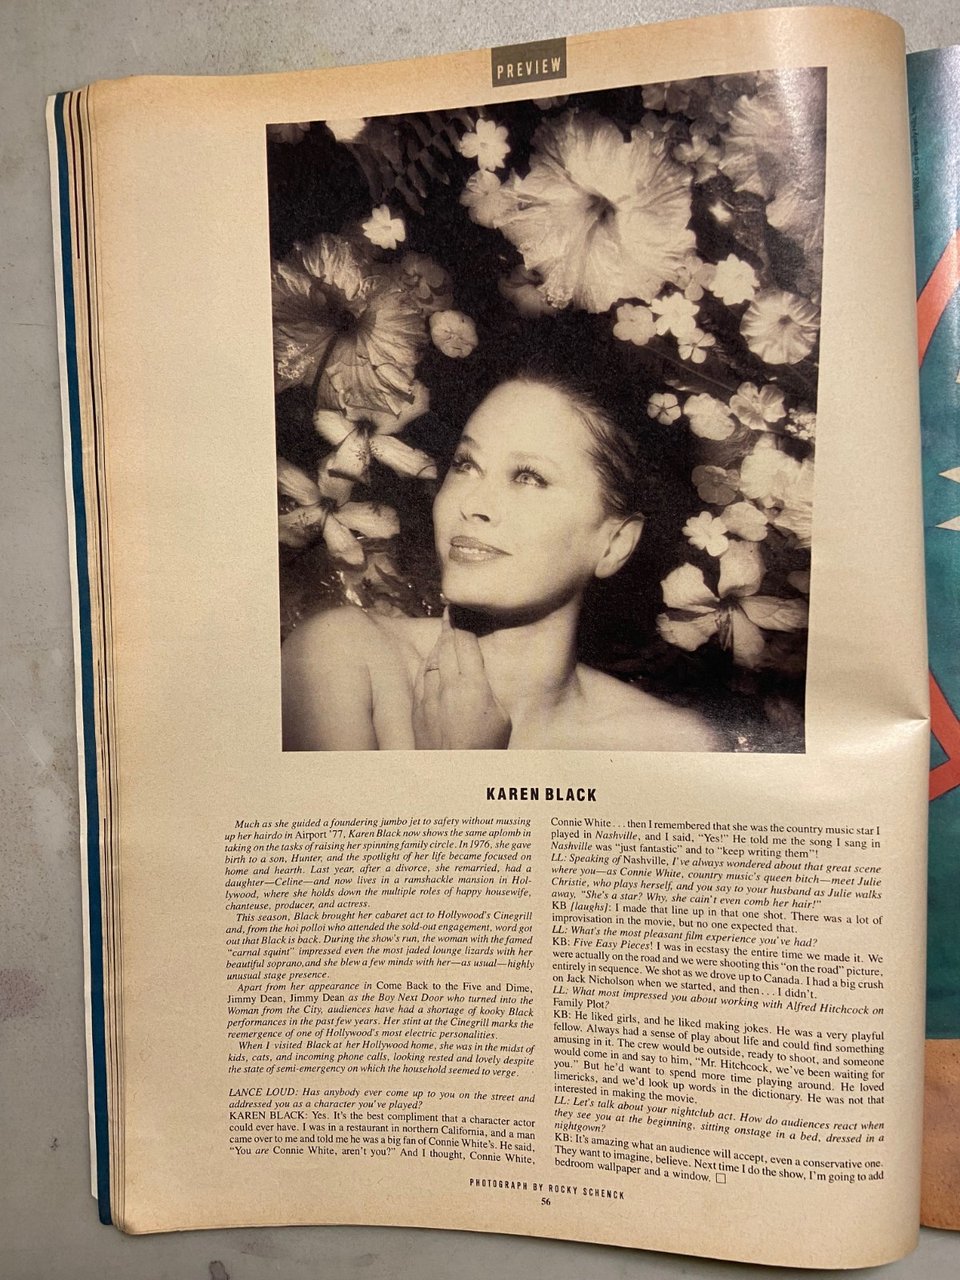 PREVIEW
KAREN BLACK
Much as she guided a foundering jumbo jet to safety without mussing
up her hairdo in Airport '77, Karen Black now shows the same aplomb in
taking on the tasks of raising her spinning family circle. In 1976, she gave
birth to a son, Hunter, and the spotlight of her life became focused on
home and hearth. Last year, after a divorce, she remarried, had a
daughter—Celine—and now lives in a ramshackle mansion in Hol-
lywood, where she holds down the multiple roles of happy housewife,
chanteuse, producer, and actress.
This season, Black brought her cabaret act to Hollywood's Cinegrill
and, from the hoi polloi who attended the sold-out engagement, word got
out that Black is back. During the show's run, the woman with the famed
"carnal squint" impressed even the most jaded lounge lizards with her
beautiful soprano, and she blew a few minds with her—as usual—highly
unusual stage presence.
Apart from her appearance in Come Back to the Five and Dime,
Jimmy Dean, Jimmy Dean as the Boy Next Door who turned into the
Woman from the City, audiences have had a shortage of kooky Black
performances in the past few years. Her stint at the Cinegrill marks the
reemergence of one of Hollywood's most electric personalities.
When I visited Black at her Hollywood home, she was in the midst of
kids, cats, and incoming phone calls, looking rested and lovely despite
the state of semi-emergency on which the household seemed to verge.
LANCE LOUD: Has anybody ever come up to you on the street and
addressed you as a character you've played?
KAREN BLACK: Yes. It's the best compliment that a character actor
could ever have. I was in a restaurant in northern California, and a man
came over to me and told me he was a big fan of Connie White's. He said,
"You are Connie White, aren't you?" And I thought, Connie White,
Connie White . . . then I remembered that she was the country music star I
played in Nashville, and I said, "Yes!" He told me the song I sang in
Nashville was "just fantastic" and to "keep writing them"!
LL: Speaking of Nashville, I've always wondered about that great scene
where you—as Connie White, country music's queen bitch—meet Julie
Christie, who plays herself, and you say to your husband as Julie walks
away, "She's a star? Why, she cain't even comb her hair!"
KB [laughs]: I made that line up in that one shot. There was a lot of
improvisation in the movie, but no one expected that.
LL: What's the most pleasant film experience you've had?
KB: Five Easy Pieces! I was in ecstasy the entire time we made it. We
were actually on the road and we were shooting this "on the road" picture,
entirely in sequence. We shot as we drove up to Canada. I had a big crush
on Jack Nicholson when we started, and then . . . I didn't.
LL: What most impressed you about working with Alfred Hitchcock on
Family Plot?
KB: He liked girls, and he liked making jokes. He was a very playful
fellow. Always had a sense of play about life and could find something
amusing in it. The crew would be outside, ready to shoot, and someone
would come in and say to him, "Mr. Hitchcock, we've been waiting for
you." But he'd want to spend more time playing around. He loved
limericks, and we'd look up words in the dictionary. He was not that
interested in making the movie.
LL: Let's talk about your nightclub act. How do audiences react when
they see you at the beginning, sitting onstage in a bed, dressed in a
nightgown?
KB: It's amazing what an audience will accept, even a conservative one.
They want to imagine, believe. Next time I do the show, I'm going to add
bedroom wallpaper and a window. □
PHOTOGRAPH BY ROCKY SCHENCK
56